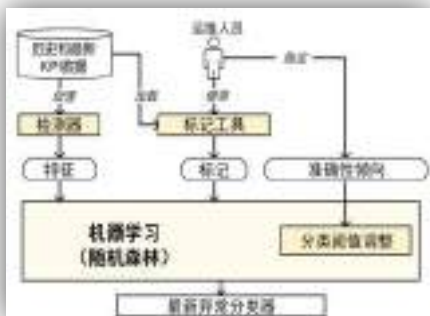 运维人员
历史和最新
KPI数据
检测器
标记工具
特征
标记
准确性倾向
机器学习
（随机森林）
分类阈值调整
最新异常分类器